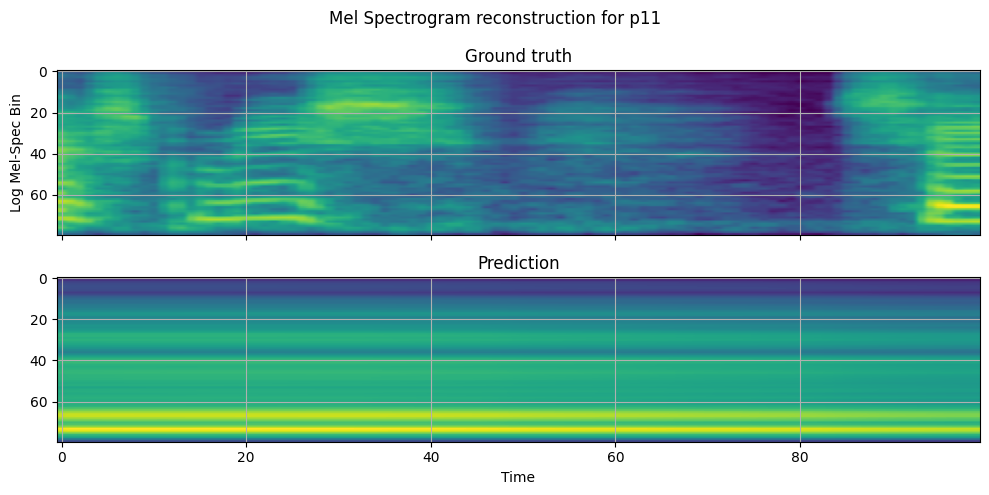 Mel Spectrogram reconstruction for p11
Ground truth
0
20
40
60
Log Mel-Spec Bin
Prediction
0
20
40
60
0 20 40 60 80
Time